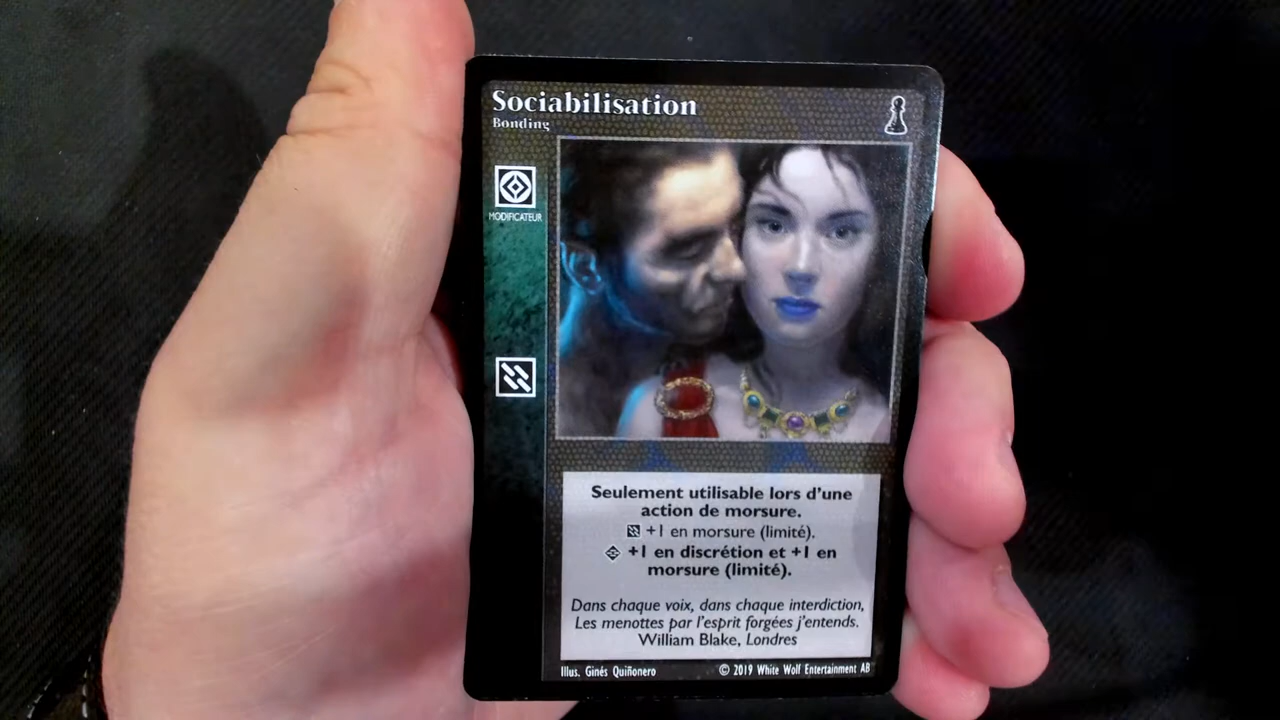 Sociabilisation
Bonding
MODIFICATEUR
Seulement utilisable lors d'une
action de morsure.
+1 en morsure (limité).
+1 en discrétion et +1 en
morsure (limité).
Dans chaque voix, dans chaque interdiction,
Les menottes par l'esprit forgées j'entends.
William Blake, Londres
Illus. Ginés Quiñonero
© 2019 White Wolf Entertainment AB